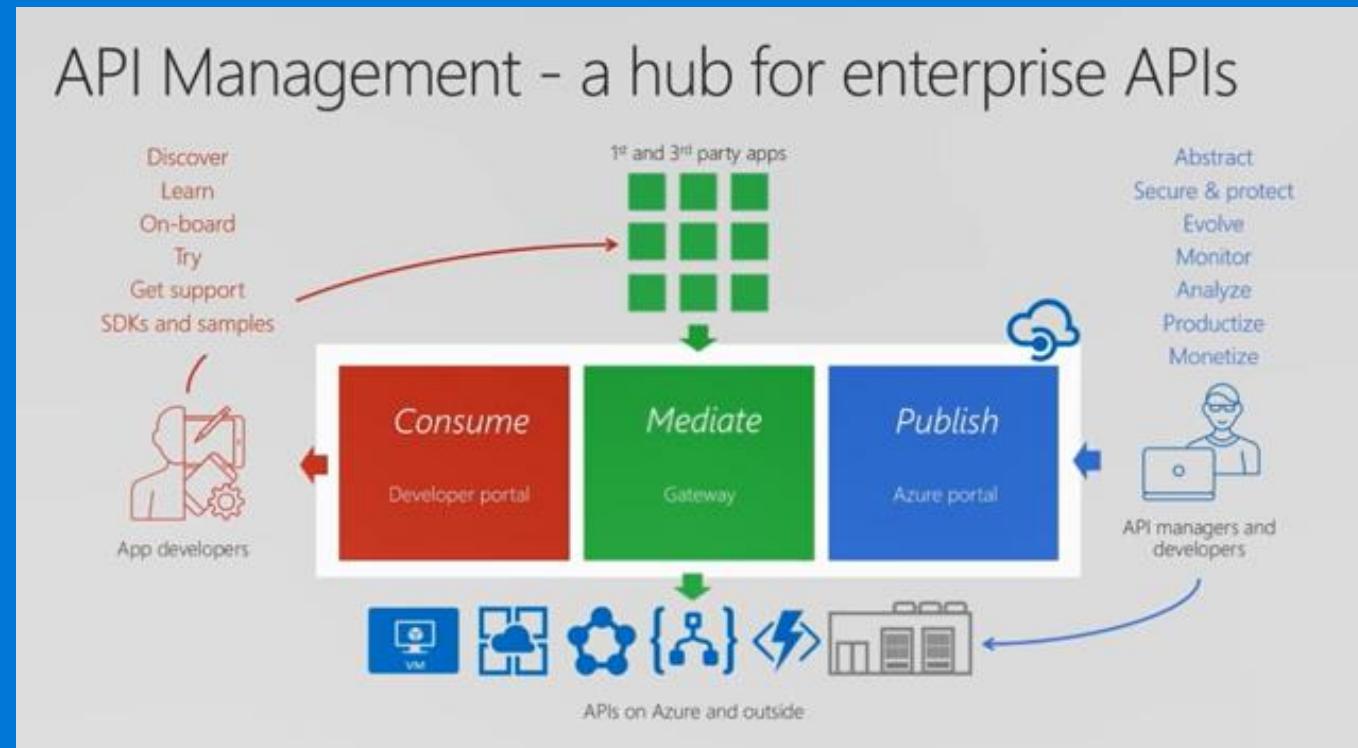 API Management - a hub for enterprise APIs
Discover
Learn
On-board
Try
Get support
SDKs and samples
App developers
1st and 3rd party apps
Consume
Developer portal
Mediate
Gateway
Publish
Azure portal
Abstract
Secure & protect
Evolve
Monitor
Analyze
Productize
Monetize
API managers and
developers
VM
APIs on Azure and outside